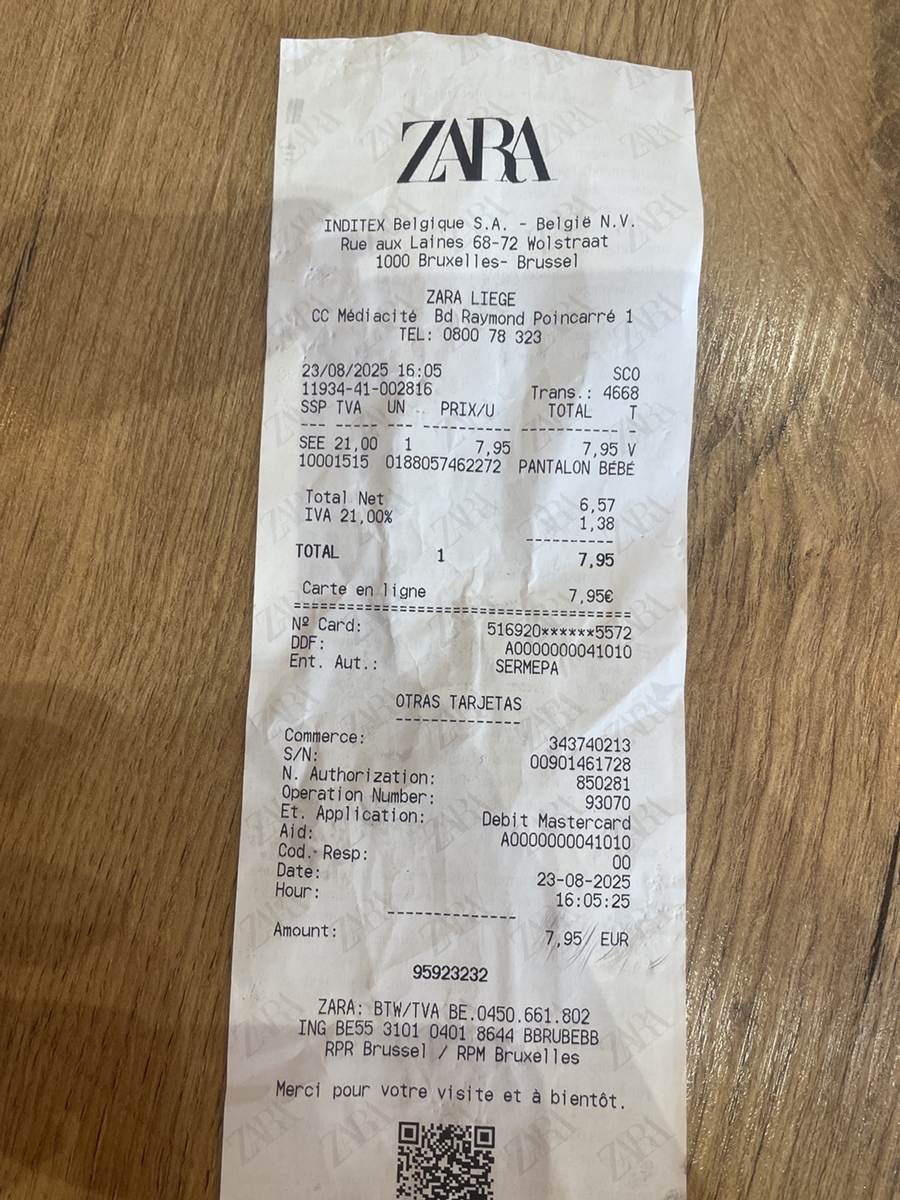 ZARA
INDITEX Belgique S.A. - België N.V.
Rue aux Laines 68-72 Wolstraat
1000 Bruxelles- Brussel
ZARA LIEGE
CC Médiacité Bd Raymond Poincarré 1
TEL: 0800 78 323
23/08/2025 16:05 SCO
11934-41-002816 Trans.: 4668
SSP TVA UN PRIX/U TOTAL T
--- ----- --- ----------- ------------ -
SEE 21,00 1 7,95 7,95 V
10001515 0188057462272 PANTALON BÉBÉ
Total Net 6,57
IVA 21,00% 1,38
----------
TOTAL 1 7,95
Carte en ligne 7,95€
===========================================
Nº Card: 516920******5572
DDF: A0000000041010
Ent. Aut.: SERMEPA
OTRAS TARJETAS
---------------
Commerce: 343740213
S/N: 00901461728
N. Authorization: 850281
Operation Number: 93070
Et. Application: Debit Mastercard
Aid: A0000000041010
Cod. Resp: 00
Date: 23-08-2025
Hour: 16:05:25
---------------
Amount: 7,95 EUR
95923232
ZARA: BTW/TVA BE.0450.661.802
ING BE55 3101 0401 8644 BBRUBEBB
RPR Brussel / RPM Bruxelles
Merci pour votre visite et à bientôt.